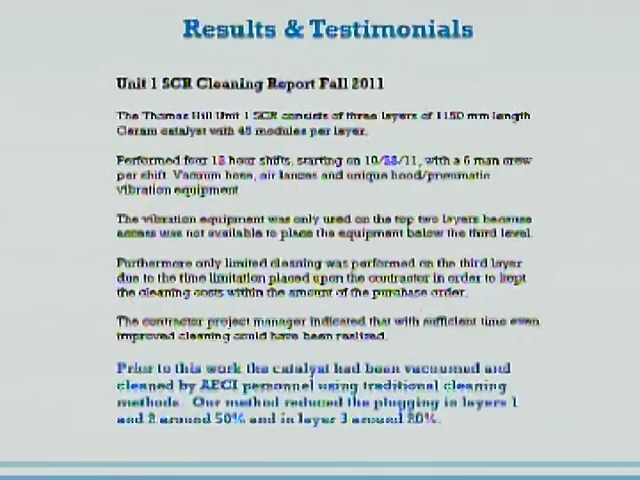 Results & Testimonials
Unit 1 SCR Cleaning Report Fall 2011
The Thomas Hill Unit 1 SCR consists of three layers of 1150 mm length
Ceram catalyst with 45 modules per layer.
Performed four 12 hour shifts, starting on 10/ /11, with a 6 man crew
per shift. Vacuum hose, air lances and unique hood/pneumatic
vibration equipment
The vibration equipment was only used on the top two layers because
access was not available to place the equipment below the third level.
Furthermore only limited cleaning was performed on the third layer
due to the time limitation placed upon the contractor in order to kept
the cleaning costs within the amount of the purchase order.
The contractor project manager indicated that with sufficient time even
improved cleaning could have been realized.
Prior to this work the catalyst had been vacuumed and
cleaned by AECI personnel using traditional cleaning
methods. Our method reduced the plugging in layers 1
and 2 around 50% and in layer 3 around 20%.